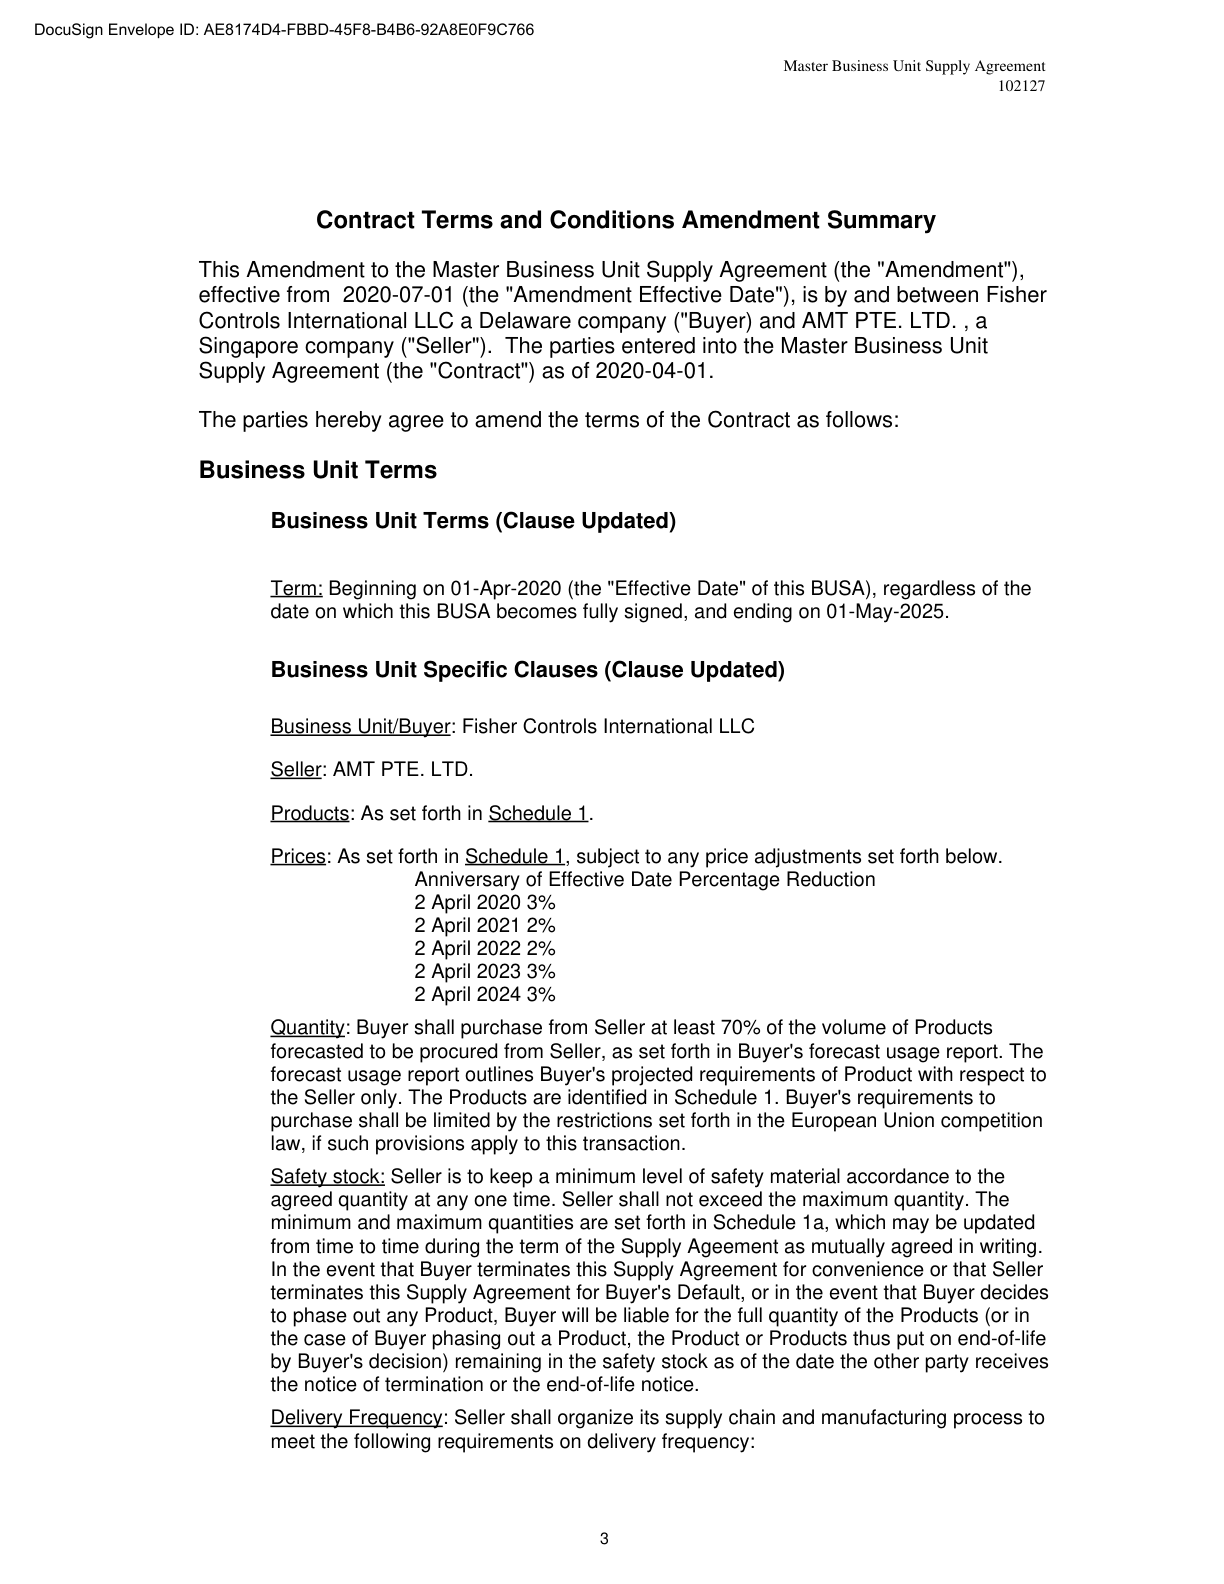 DocuSign Envelope ID: AE8174D4-FBBD-45F8-B4B6-92A8E0F9C766
Master Business Unit Supply Agreement
102127
Contract Terms and Conditions Amendment Summary
This Amendment to the Master Business Unit Supply Agreement (the "Amendment"),
effective from  2020-07-01 (the "Amendment Effective Date"), is by and between Fisher
Controls International LLC a Delaware company ("Buyer) and AMT PTE. LTD. , a
Singapore company ("Seller").  The parties entered into the Master Business Unit
Supply Agreement (the "Contract") as of 2020-04-01.
The parties hereby agree to amend the terms of the Contract as follows:
Business Unit Terms
Business Unit Terms (Clause Updated)
Term: Beginning on 01-Apr-2020 (the "Effective Date" of this BUSA), regardless of the
date on which this BUSA becomes fully signed, and ending on 01-May-2025.
Business Unit Specific Clauses (Clause Updated)
Business Unit/Buyer: Fisher Controls International LLC
Seller: AMT PTE. LTD.
Products: As set forth in Schedule 1.
Prices: As set forth in Schedule 1, subject to any price adjustments set forth below.
Anniversary of Effective Date Percentage Reduction
2 April 2020 3%
2 April 2021 2%
2 April 2022 2%
2 April 2023 3%
2 April 2024 3%
Quantity: Buyer shall purchase from Seller at least 70% of the volume of Products
forecasted to be procured from Seller, as set forth in Buyer's forecast usage report. The
forecast usage report outlines Buyer's projected requirements of Product with respect to
the Seller only. The Products are identified in Schedule 1. Buyer's requirements to
purchase shall be limited by the restrictions set forth in the European Union competition
law, if such provisions apply to this transaction.
Safety stock: Seller is to keep a minimum level of safety material accordance to the
agreed quantity at any one time. Seller shall not exceed the maximum quantity. The
minimum and maximum quantities are set forth in Schedule 1a, which may be updated
from time to time during the term of the Supply Ageement as mutually agreed in writing.
In the event that Buyer terminates this Supply Agreement for convenience or that Seller
terminates this Supply Agreement for Buyer's Default, or in the event that Buyer decides
to phase out any Product, Buyer will be liable for the full quantity of the Products (or in
the case of Buyer phasing out a Product, the Product or Products thus put on end-of-life
by Buyer's decision) remaining in the safety stock as of the date the other party receives
the notice of termination or the end-of-life notice.
Delivery Frequency: Seller shall organize its supply chain and manufacturing process to
meet the following requirements on delivery frequency:
3